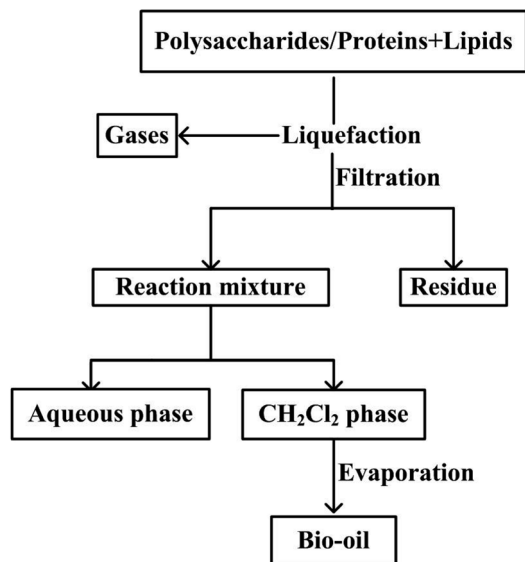 Polysaccharides/Proteins+Lipids
Gases
Liquefaction
Filtration
Reaction mixture
Residue
Aqueous phase
CH₂Cl₂ phase
Evaporation
Bio-oil